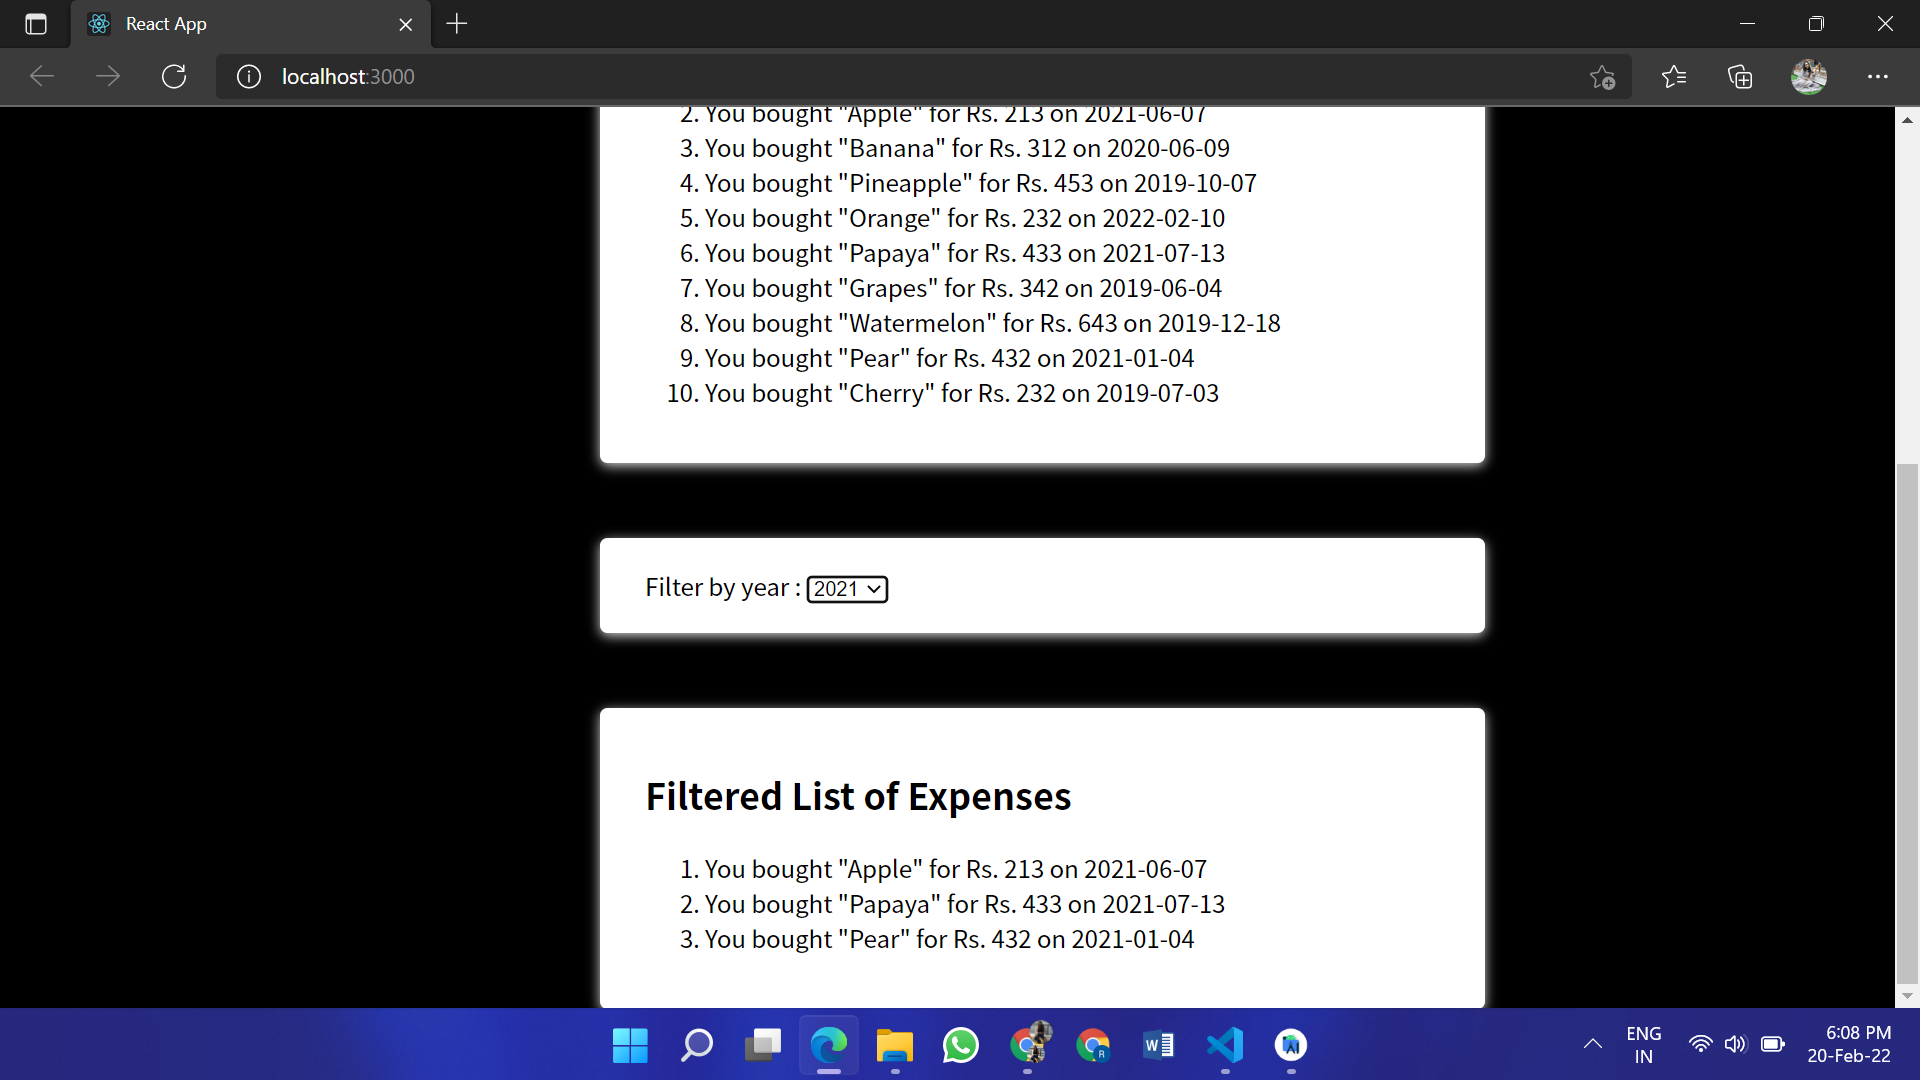 React App
localhost:3000
2. You bought "Apple" for Rs. 213 on 2021-06-07
3. You bought "Banana" for Rs. 312 on 2020-06-09
4. You bought "Pineapple" for Rs. 453 on 2019-10-07
5. You bought "Orange" for Rs. 232 on 2022-02-10
6. You bought "Papaya" for Rs. 433 on 2021-07-13
7. You bought "Grapes" for Rs. 342 on 2019-06-04
8. You bought "Watermelon" for Rs. 643 on 2019-12-18
9. You bought "Pear" for Rs. 432 on 2021-01-04
10. You bought "Cherry" for Rs. 232 on 2019-07-03
Filter by year : 2021
Filtered List of Expenses
1. You bought "Apple" for Rs. 213 on 2021-06-07
2. You bought "Papaya" for Rs. 433 on 2021-07-13
3. You bought "Pear" for Rs. 432 on 2021-01-04
R
W
ENG
IN
6:08 PM
20-Feb-22